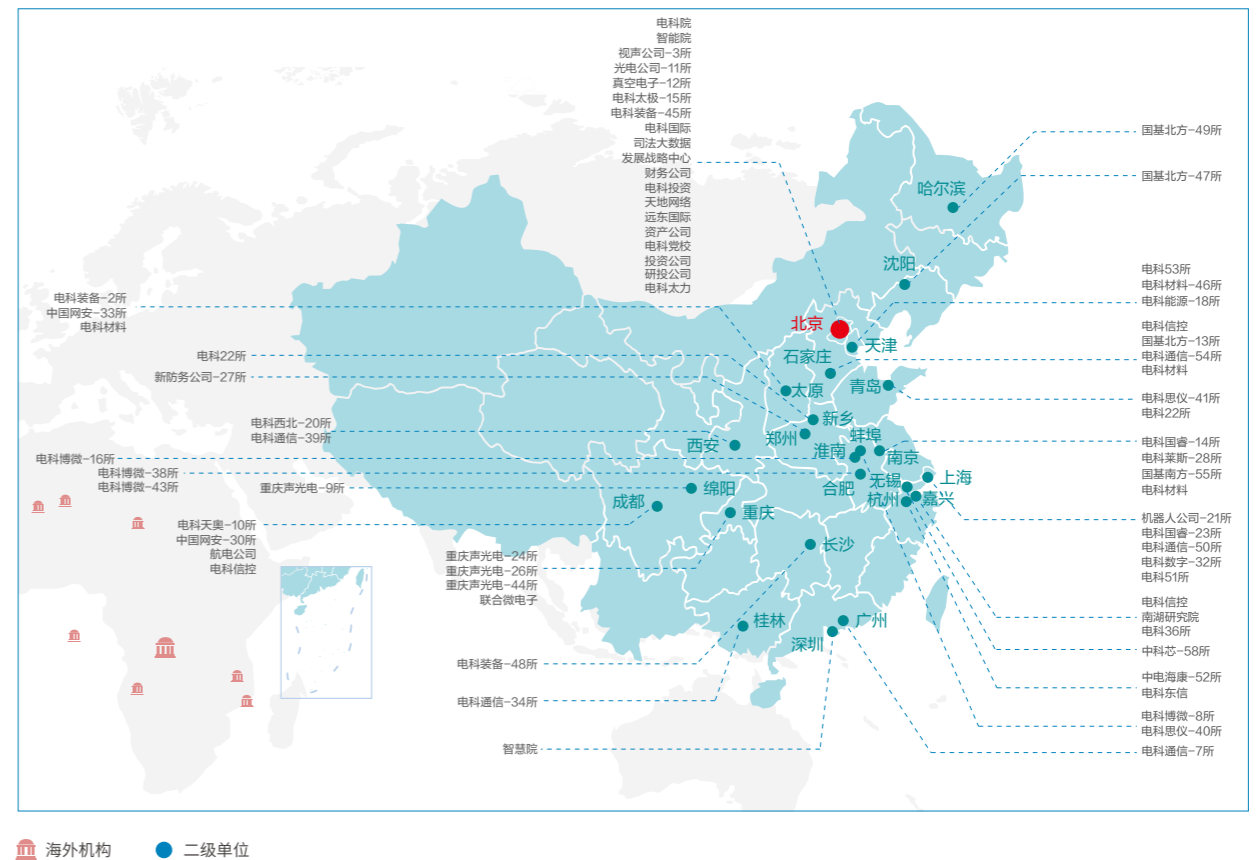 电科院
智能院
视声公司-3所
光电公司-11所
真空电子-12所
电科太极-15所
电科装备-45所
电科国际
司法大数据
发展战略中心
财务公司
电科投资
天地网络
远东国际
资产公司
电科党校
投资公司
研投公司
电科太力
国基北方-49所
国基北方-47所
电科53所
电科材料-46所
电科能源-18所
电科信控
国基北方-13所
电科通信-54所
电科材料
电科思仪-41所
电科22所
电科国睿-14所
电科莱斯-28所
国基南方-55所
电科材料
机器人公司-21所
电科国睿-23所
电科通信-50所
电科数字-32所
电科51所
电科信控
南湖研究院
电科36所
中科芯-58所
中电海康-52所
电科东信
电科博微-8所
电科思仪-40所
电科通信-7所
电科装备-2所
中国网安-33所
电科材料
电科22所
新防务公司-27所
电科西北-20所
电科通信-39所
电科博微-16所
电科博微-38所
电科博微-43所
重庆声光电-9所
电科天奥-10所
中国网安-30所
航电公司
电科信控
重庆声光电-24所
重庆声光电-26所
重庆声光电-44所
联合微电子
电科装备-48所
电科通信-34所
智慧院
哈尔滨
沈阳
北京
天津
石家庄
太原
青岛
新乡
郑州
蚌埠
西安
淮南
南京
合肥
无锡
上海
杭州
嘉兴
绵阳
成都
重庆
长沙
桂林
广州
深圳
海外机构
二级单位